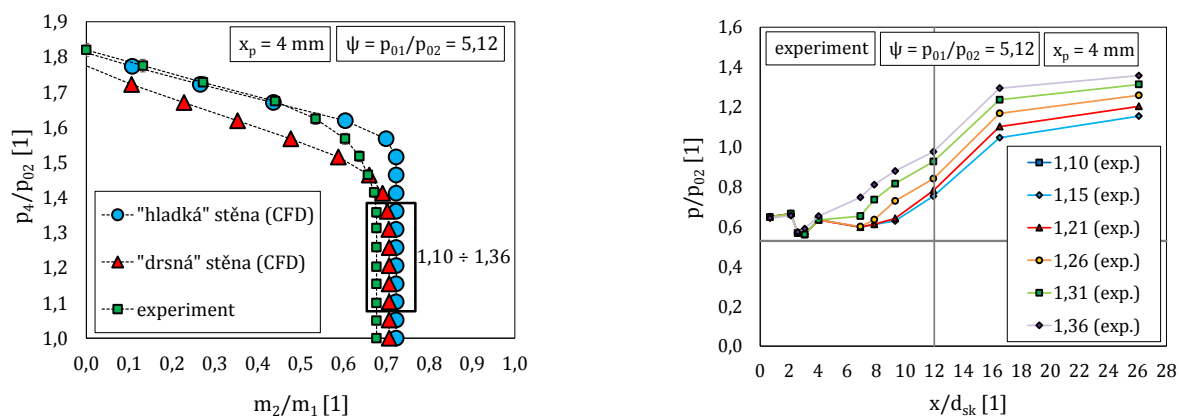 1,9
1,8
1,7
1,6
1,5
1,4
1,3
1,2
1,1
1,0
p₄/p₀₂ [1]
xₚ = 4 mm
ψ = p₀₁/p₀₂ = 5,12
"hladká" stěna (CFD)
"drsná" stěna (CFD)
experiment
1,10 ÷ 1,36
0,0 0,1 0,2 0,3 0,4 0,5 0,6 0,7 0,8 0,9 1,0
m₂/m₁ [1]
1,6
1,4
1,2
1,0
0,8
0,6
0,4
0,2
0,0
p/p₀₂ [1]
experiment
ψ = p₀₁/p₀₂ = 5,12
xₚ = 4 mm
1,10 (exp.)
1,15 (exp.)
1,21 (exp.)
1,26 (exp.)
1,31 (exp.)
1,36 (exp.)
0 2 4 6 8 10 12 14 16 18 20 22 24 26 28
x/dₛₖ [1]